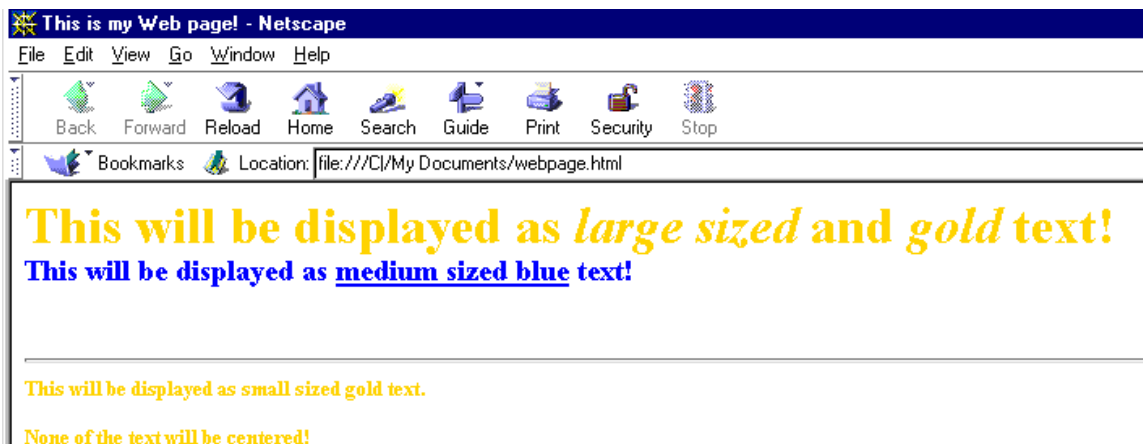 This is my Web page! - Netscape
File Edit View Go Window Help
Back Forward Reload Home Search Guide Print Security Stop
Bookmarks Location: file:///C|/My Documents/webpage.html
This will be displayed as large sized and gold text!
This will be displayed as medium sized blue text!
This will be displayed as small sized gold text.
None of the text will be centered!